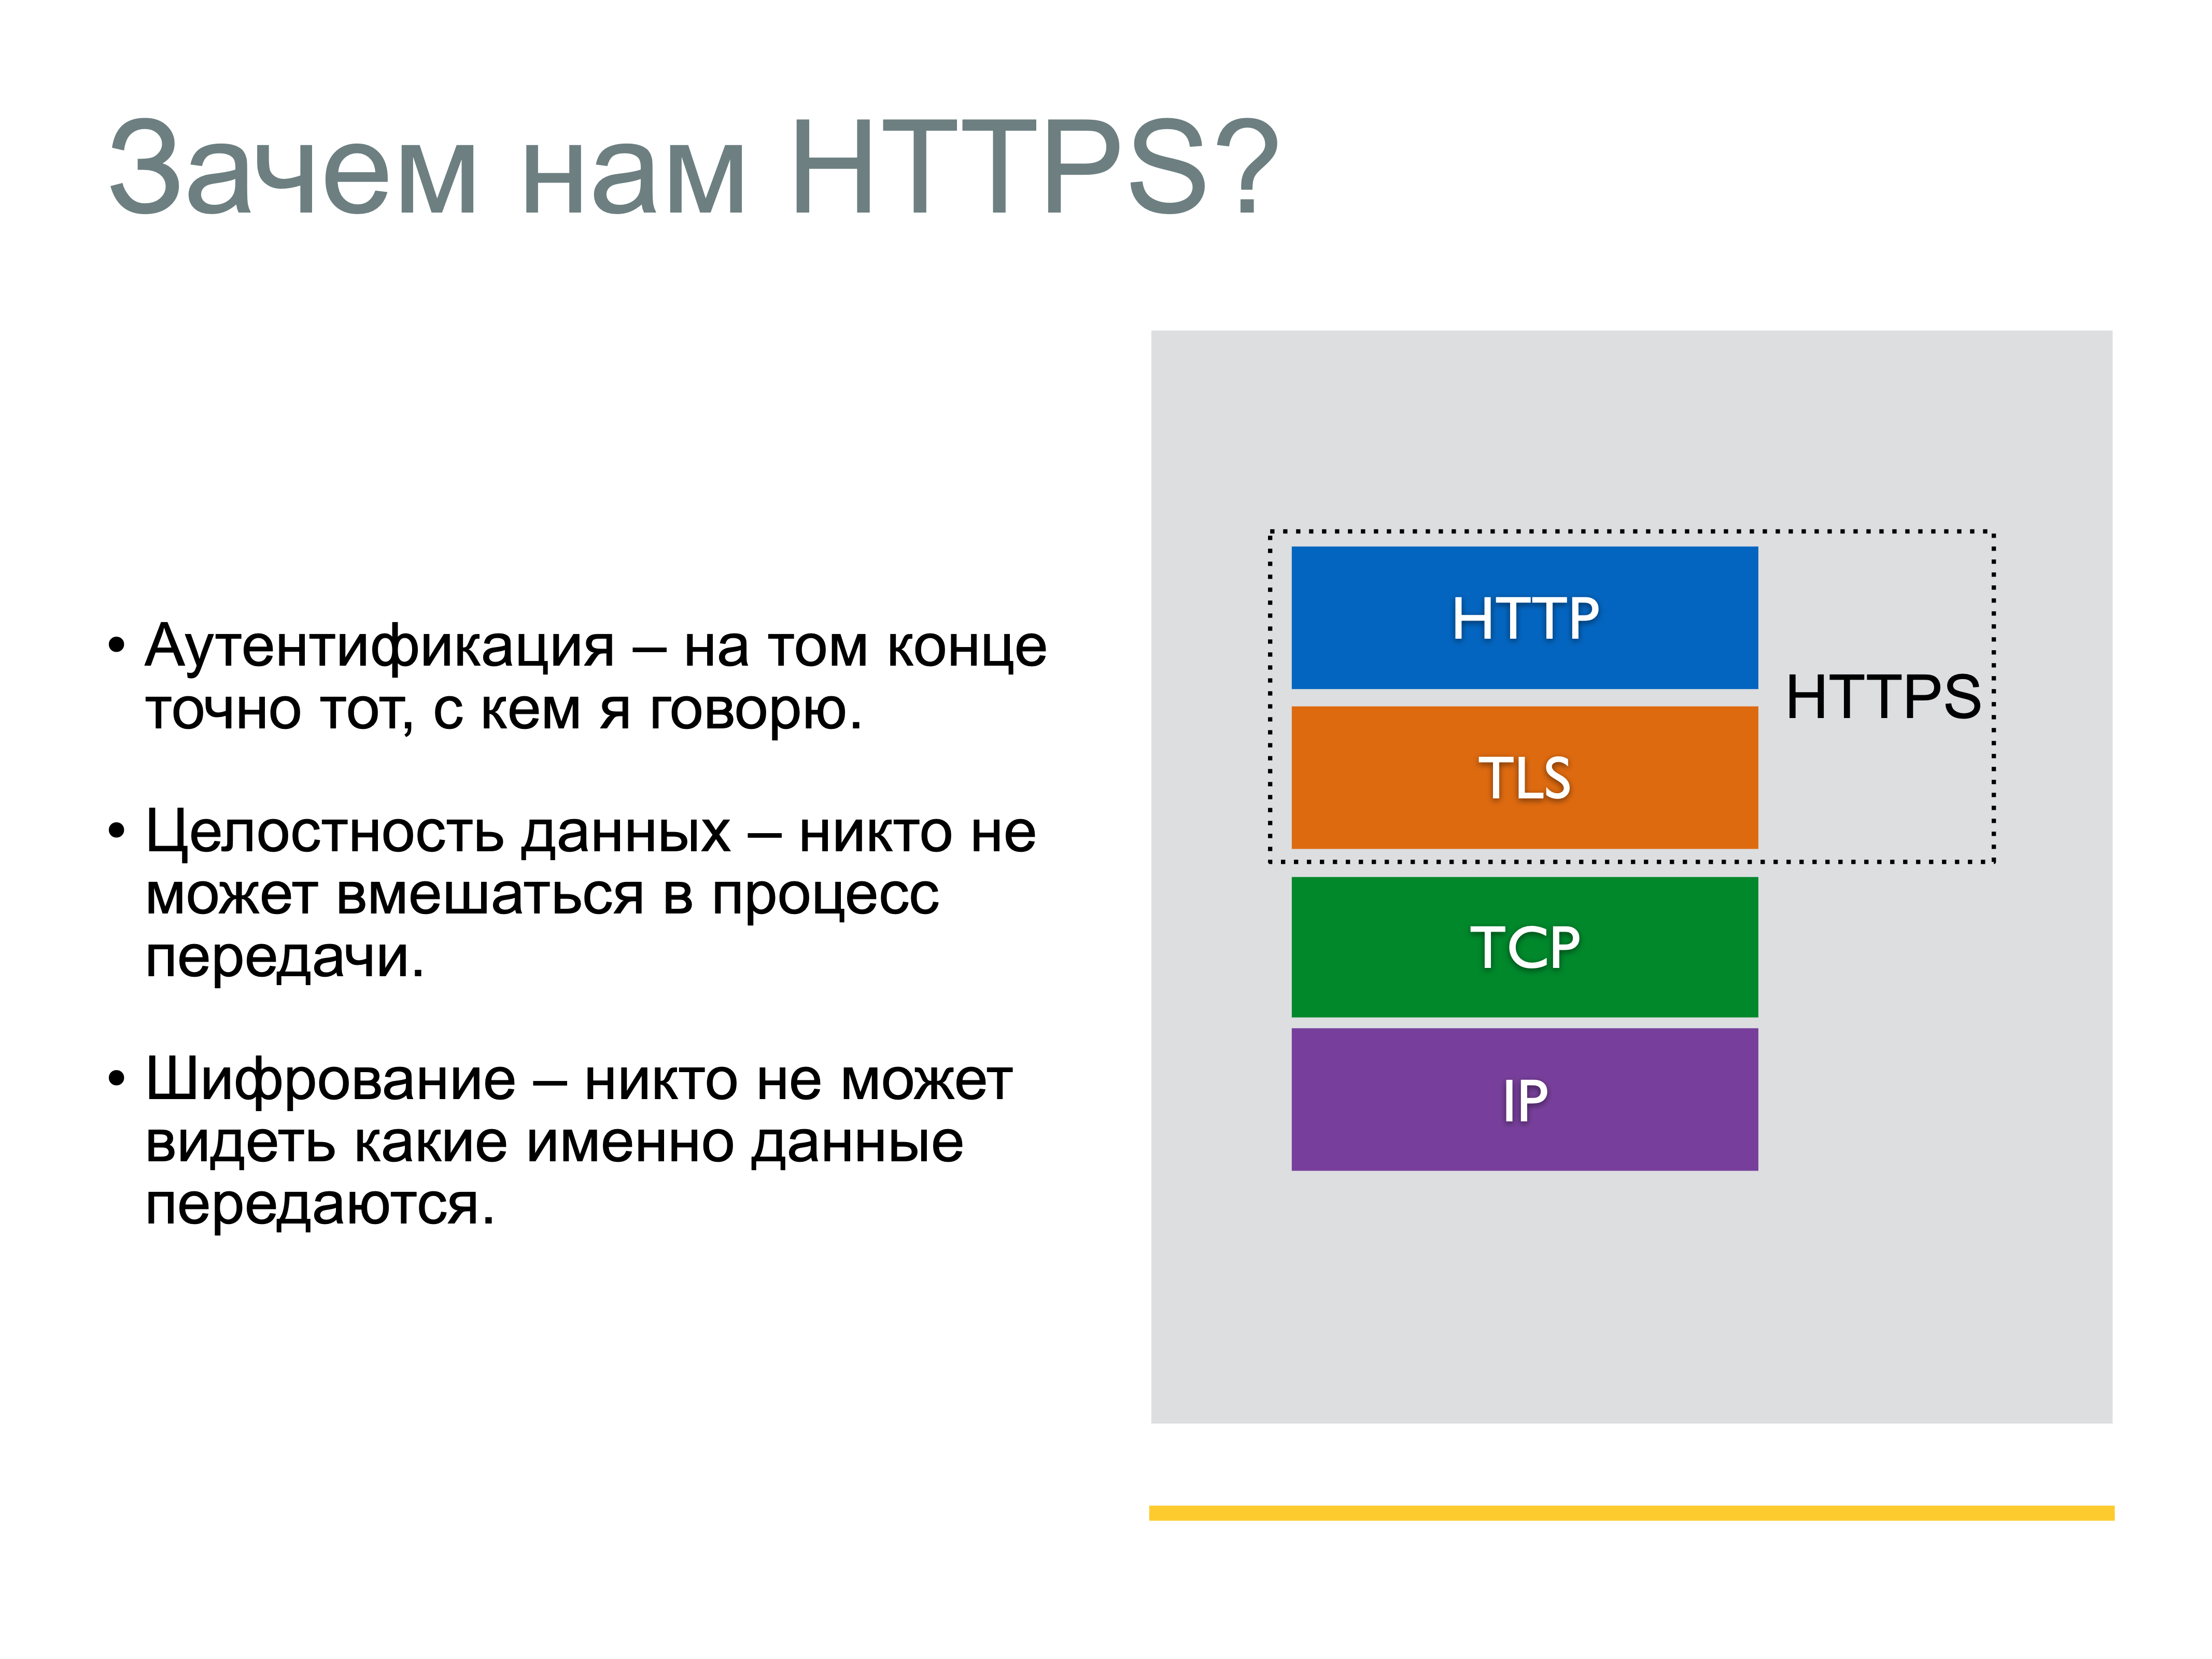 Зачем нам HTTPS?
• Аутентификация – на том конце
точно тот, с кем я говорю.
• Целостность данных – никто не
может вмешаться в процесс
передачи.
• Шифрование – никто не может
видеть какие именно данные
передаются.
HTTP
HTTPS
TLS
TCP
IP